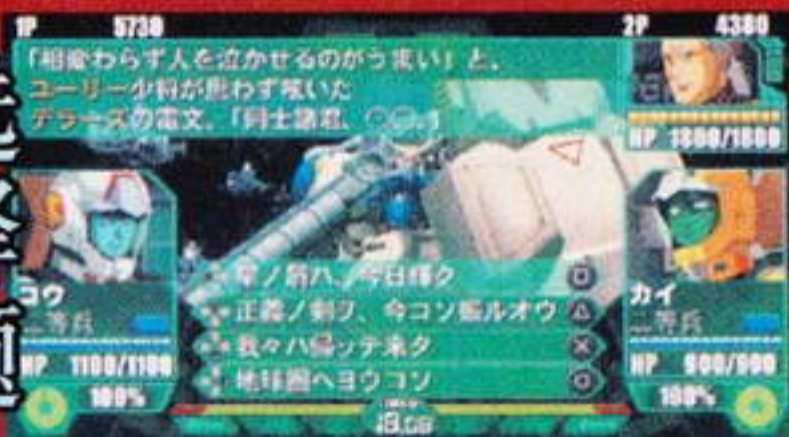 1P 5730
2P 4380
「相変わらず人を泣かせるのがう まい」と、
ユーリー少将が思わず呟いた
デラーズの電文。「同士諸君、○○。」
HP 1800/1800
コウ
二等兵
HP 1100/1100
100%
カイ
二等兵
HP 900/900
100%
ノ ハ、今日輝ク □
正義ノ剣ヲ、今コソ振ルオウ △
我々ハ帰ッテ来タ ×
地球圏ヘヨウコソ ○